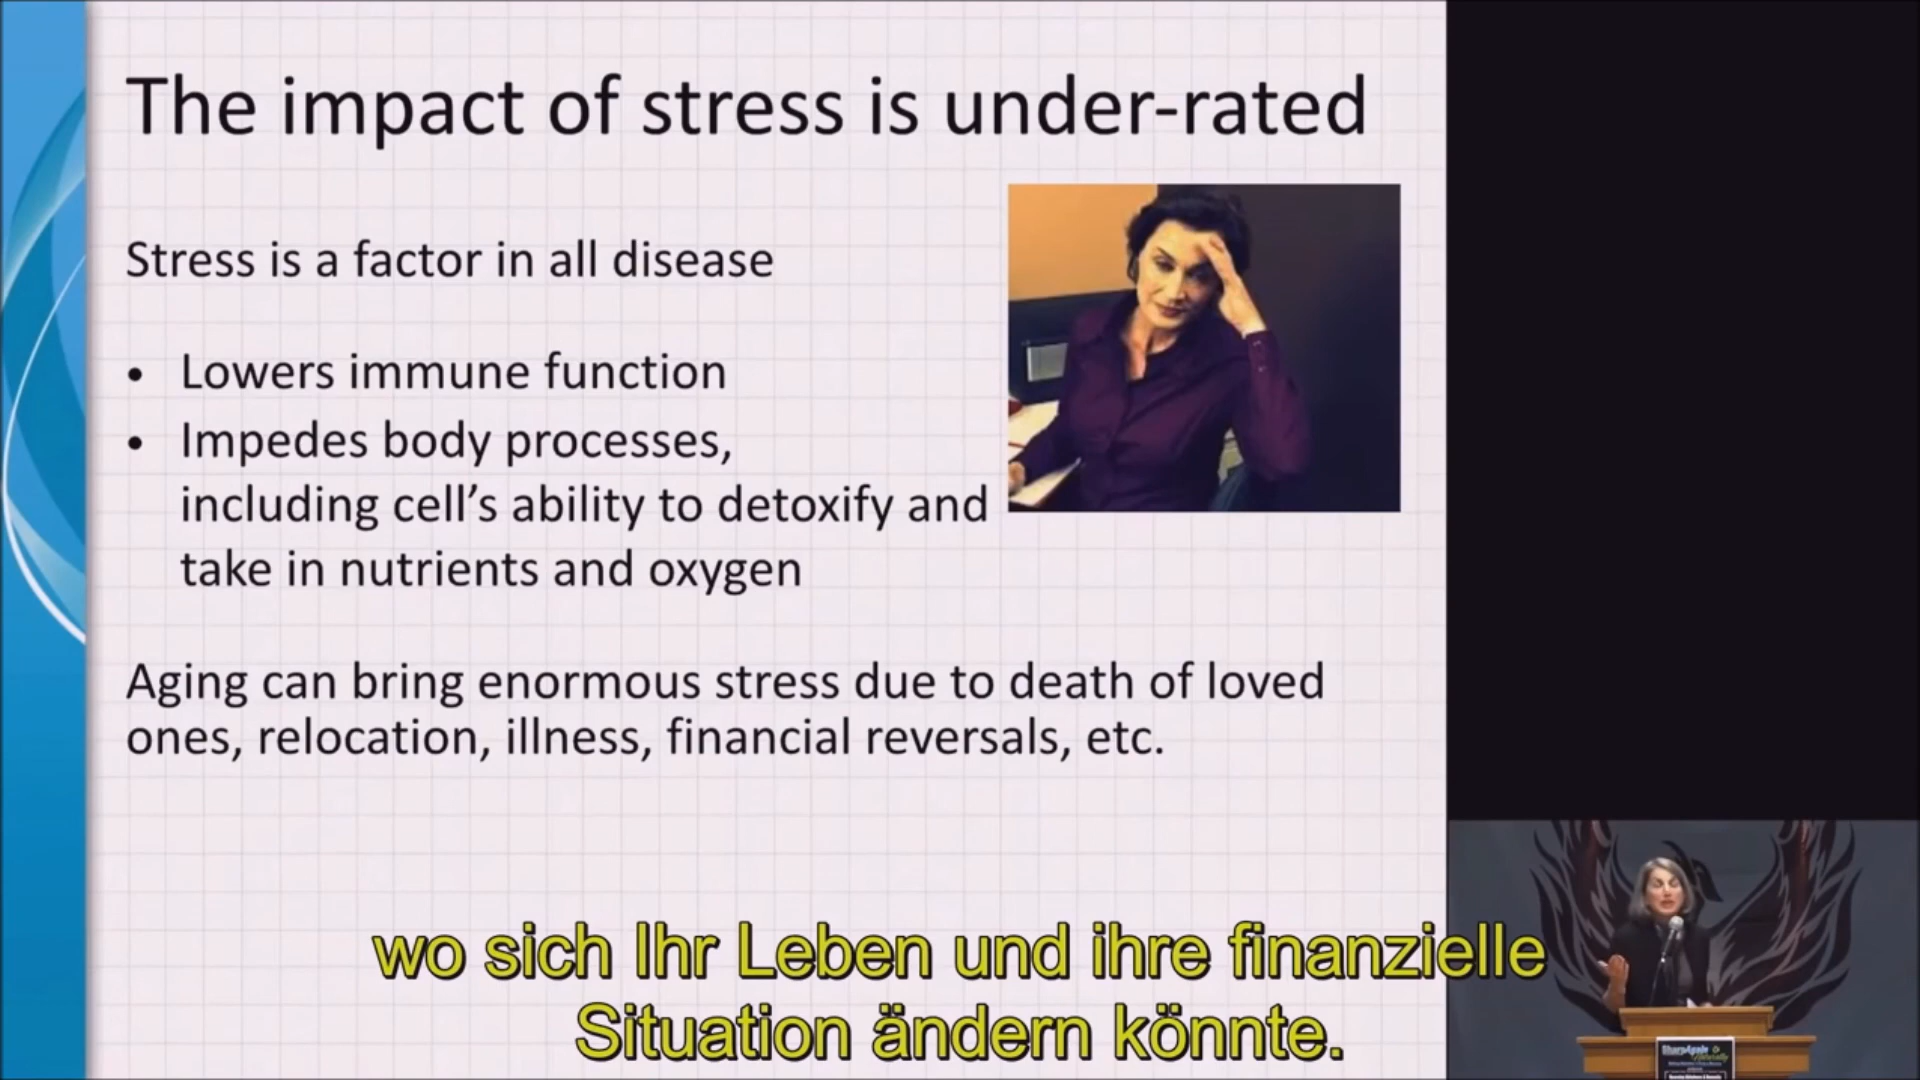 The impact of stress is under-rated
Stress is a factor in all disease
• Lowers immune function
• Impedes body processes,
including cell’s ability to detoxify and
take in nutrients and oxygen
Aging can bring enormous stress due to death of loved
ones, relocation, illness, financial reversals, etc.
wo sich Ihr Leben und ihre finanzielle
Situation ändern könnte.
SharpAgain
Naturally